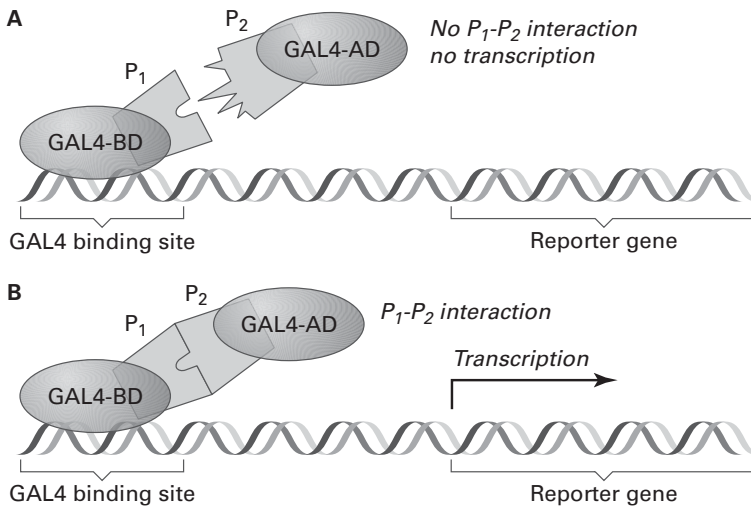 A
P2
GAL4-AD
No P1-P2 interaction
no transcription
P1
GAL4-BD
GAL4 binding site
Reporter gene
B
P2
P1
GAL4-AD
P1-P2 interaction
Transcription
GAL4-BD
GAL4 binding site
Reporter gene